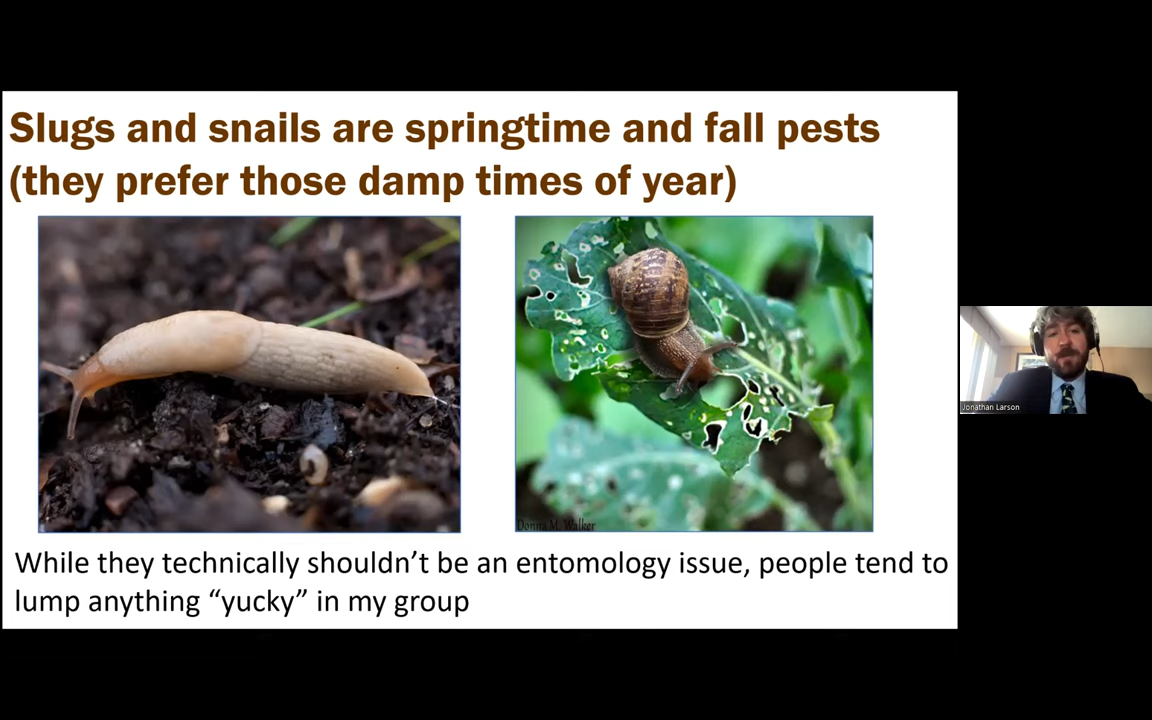 Slugs and snails are springtime and fall pests
(they prefer those damp times of year)
Donna M. Walker
While they technically shouldn’t be an entomology issue, people tend to
lump anything “yucky” in my group
Jonathan Larson